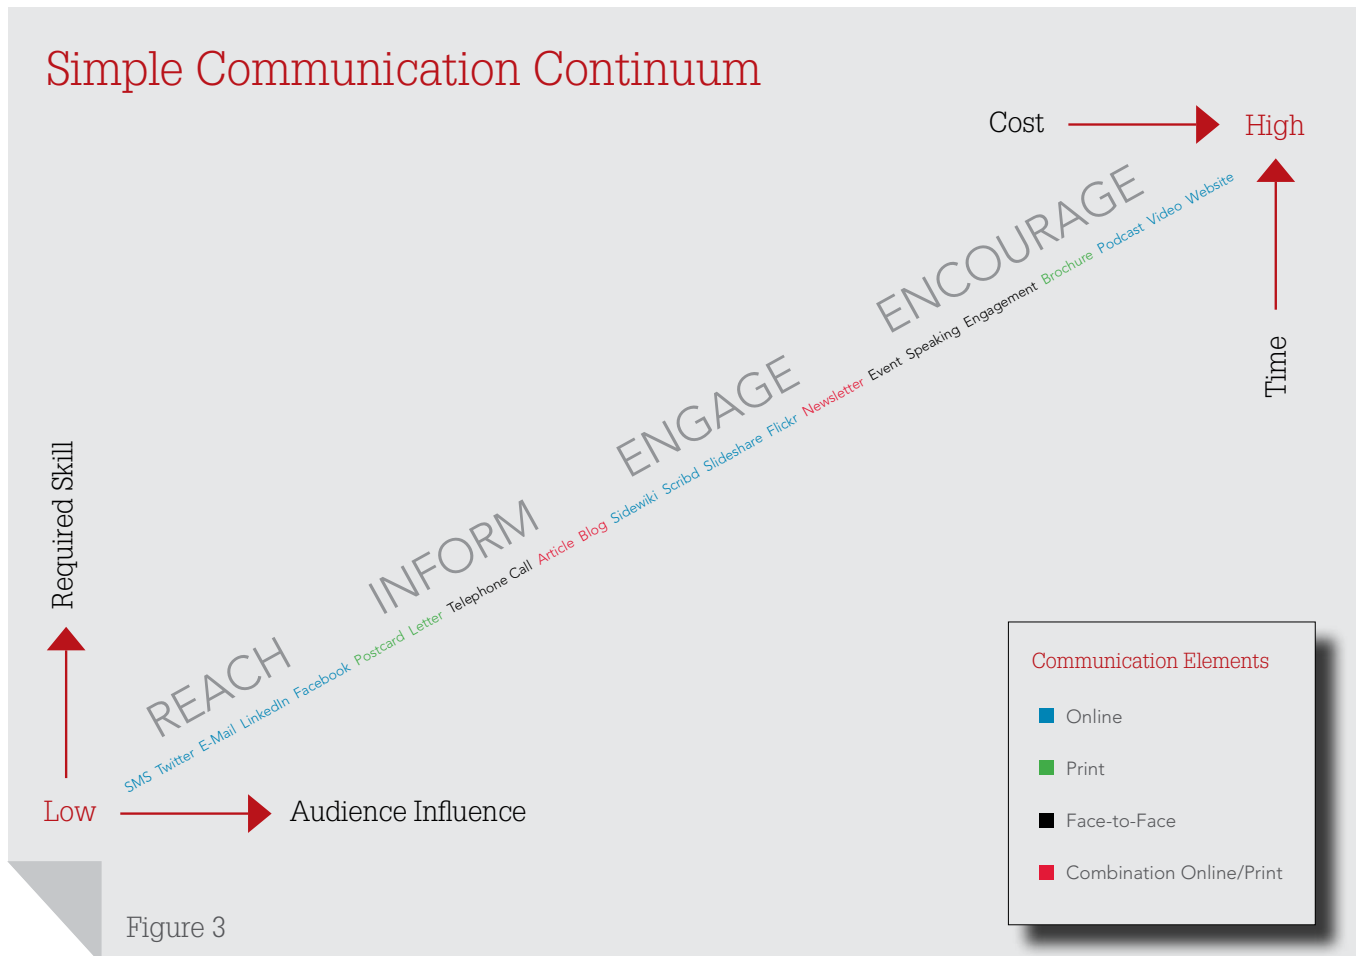 Simple Communication Continuum
Cost
High
ENCOURAGE
ENGAGE
INFORM
REACH
SMS Twitter E-Mail LinkedIn Facebook Postcard Letter Telephone Call Article Blog Sidewiki Scribd Slideshare Flickr Newsletter Event Speaking Engagement Brochure Podcast Video Website
Time
Required Skill
Low
Audience Influence
Communication Elements
Online
Print
Face-to-Face
Combination Online/Print
Figure 3